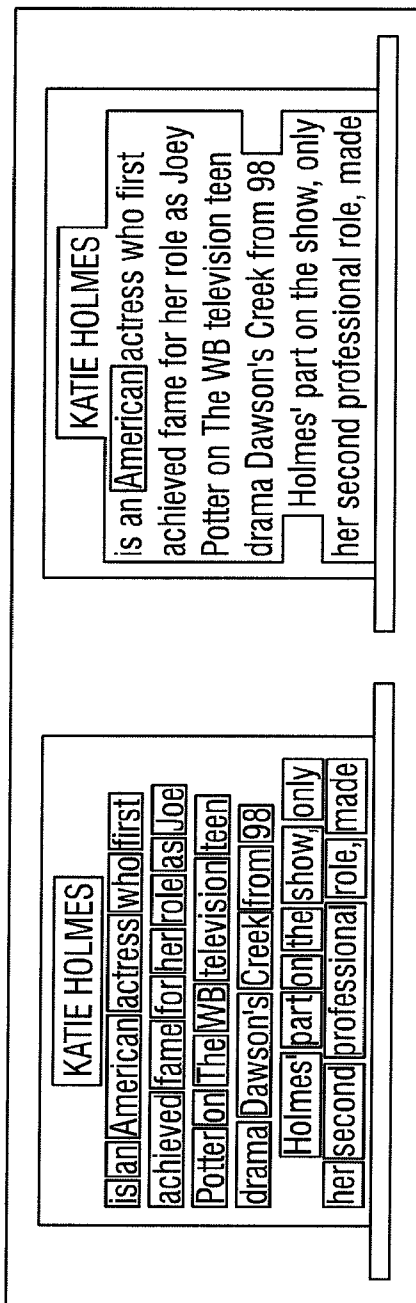 KATIE HOLMES
is an American actress who first
achieved fame for her role as Joe
Potter on The WB television teen
drama Dawson's Creek from 98
Holmes' part on the show, only
her second professional role, made
KATIE HOLMES
is an American actress who first
achieved fame for her role as Joey
Potter on The WB television teen
drama Dawson's Creek from 98
Holmes' part on the show, only
her second professional role, made